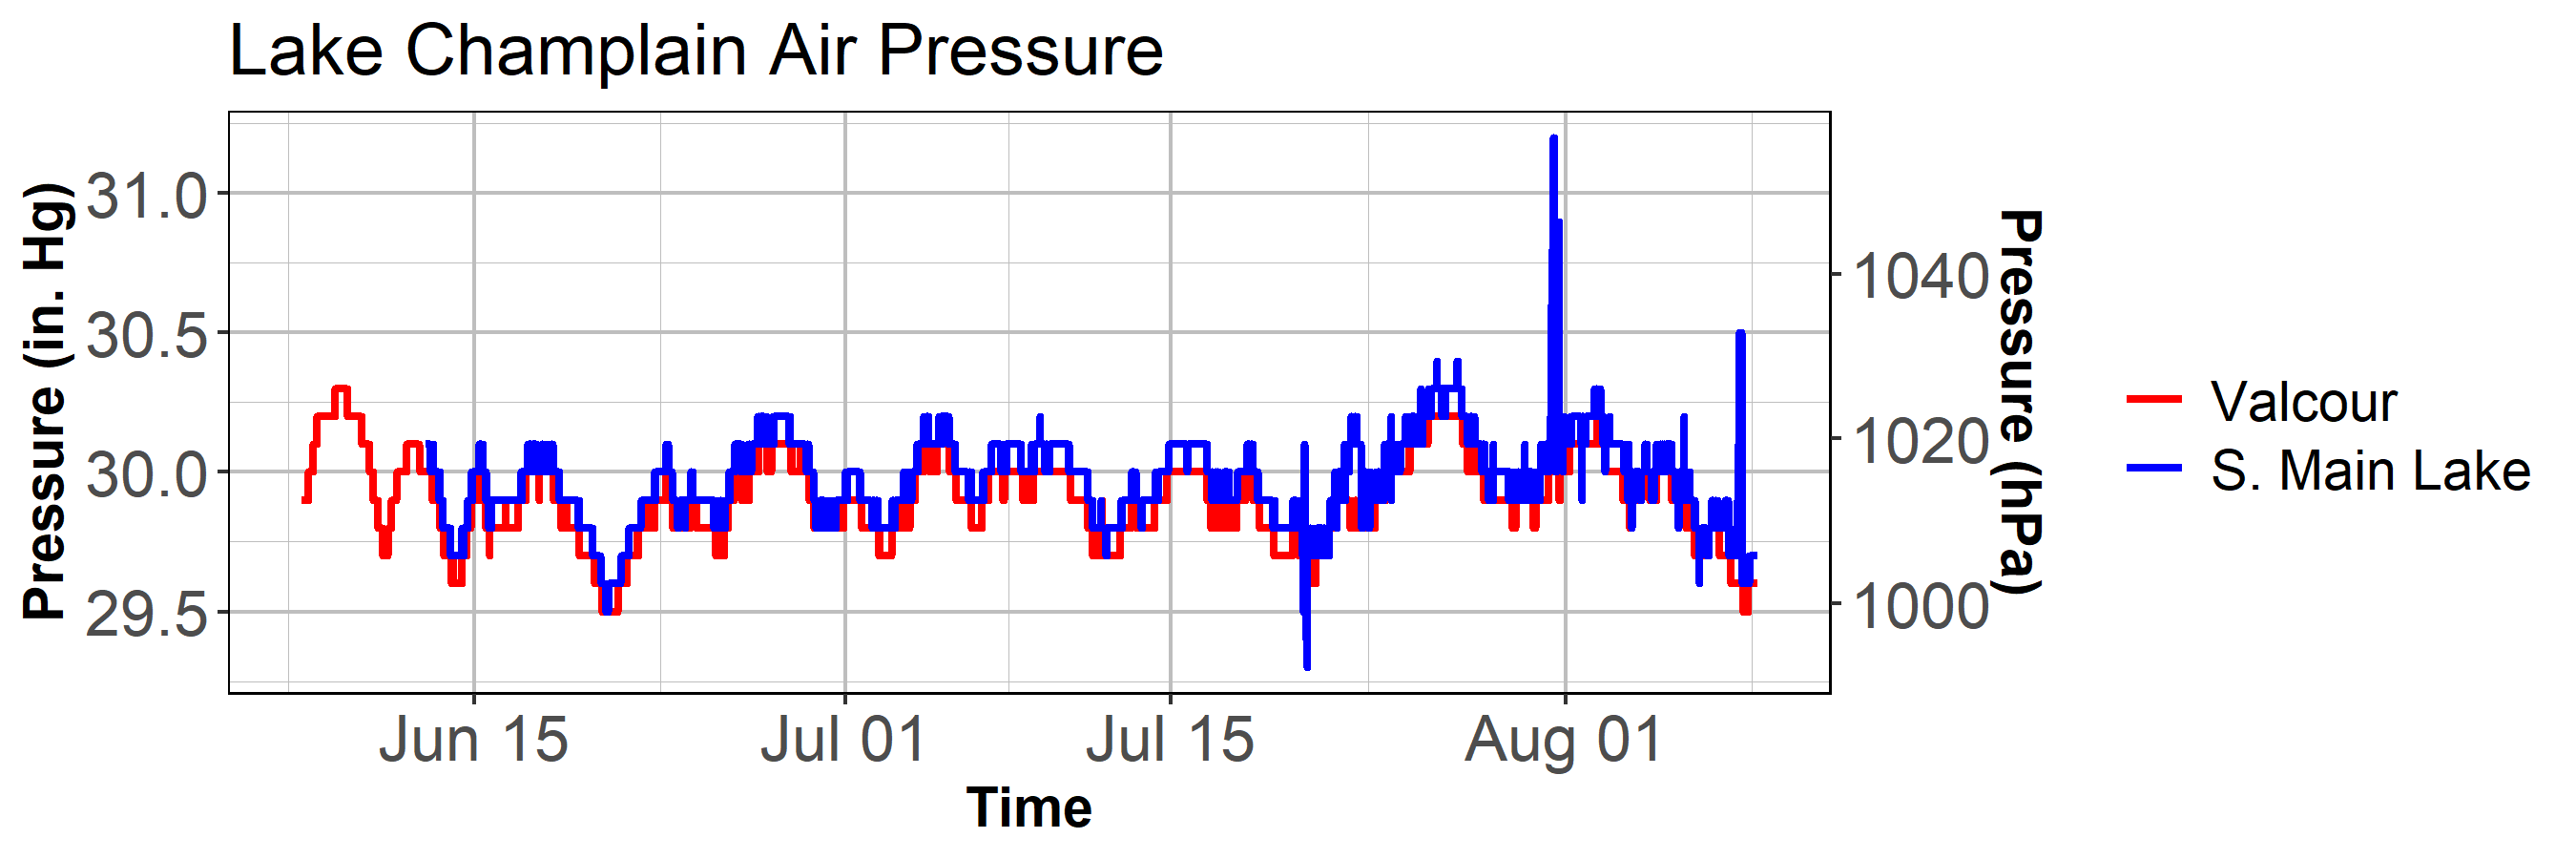 Lake Champlain Air Pressure
Pressure (in. Hg)
31.0
30.5
30.0
29.5
1040
1020
1000
Pressure (hPa)
Jun 15
Jul 01
Jul 15
Aug 01
Time
Valcour
S. Main Lake